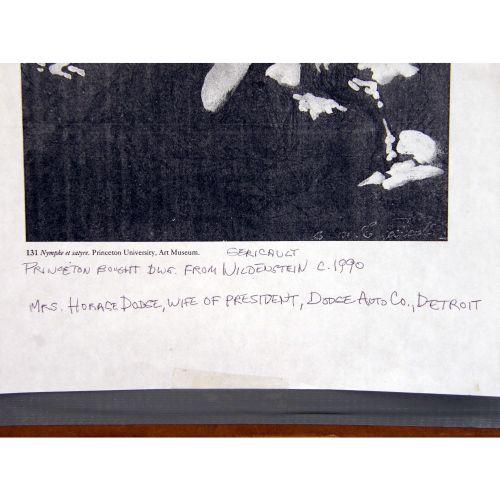 131 Nymphe et satyre. Princeton University, Art Museum.
GERICAULT
PRINCETON BOUGHT DWG. FROM WILDENSTEIN C. 1990
MRS. HORACE DODGE, WIFE OF PRESIDENT, DODGE AUTO CO., DETROIT